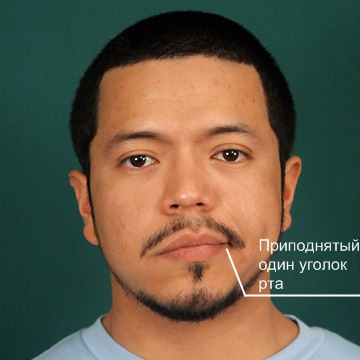 Приподнятый
один уголок
рта